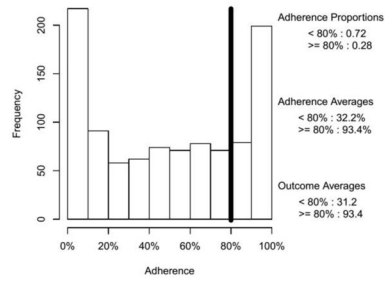 Adherence Proportions
< 80% : 0.72
>= 80% : 0.28
Adherence Averages
< 80% : 32.2%
>= 80% : 93.4%
Outcome Averages
< 80% : 31.2
>= 80% : 93.4
Frequency
200
150
100
50
0
0% 20% 40% 60% 80% 100%
Adherence